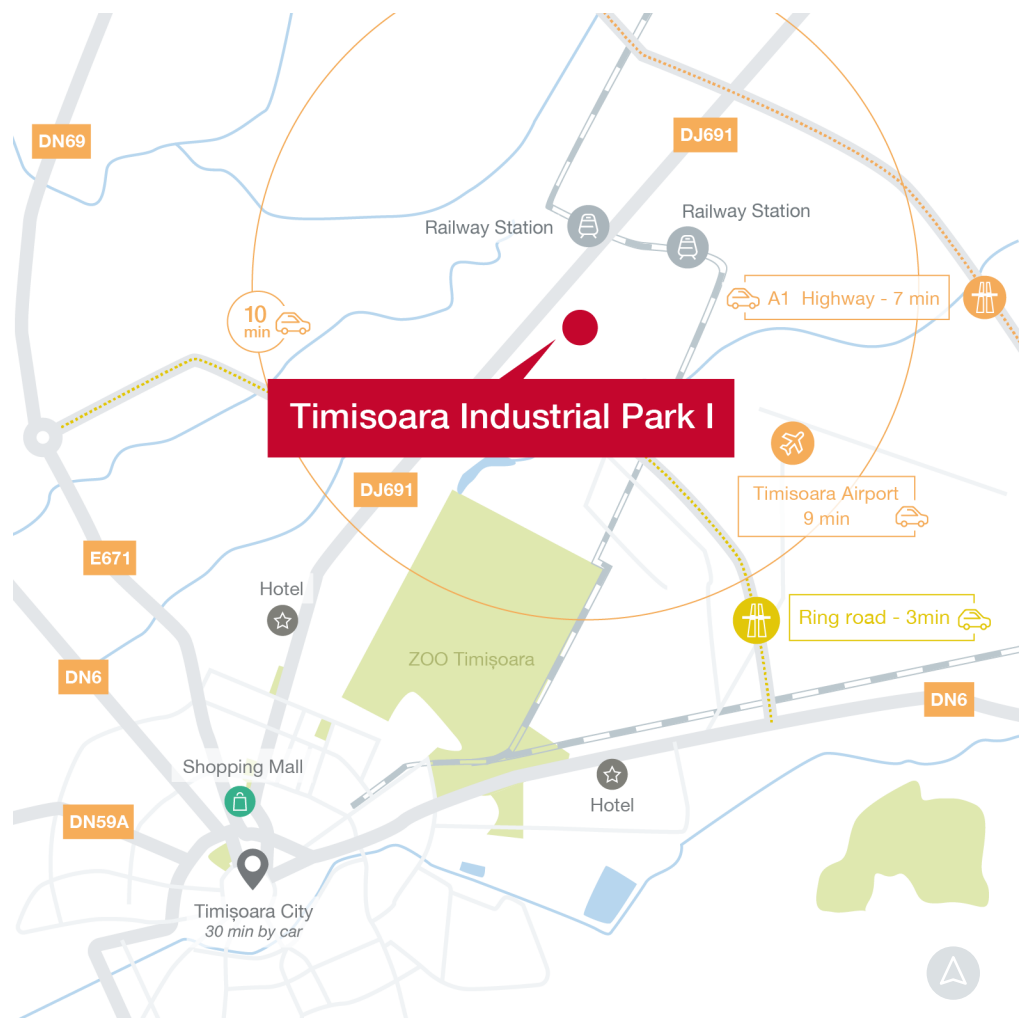 DN69
DJ691
Railway Station
Railway Station
A1 Highway - 7 min
10
min
Timisoara Industrial Park I
DJ691
Timisoara Airport
9 min
E671
Hotel
Ring road - 3min
ZOO Timișoara
DN6
DN6
Shopping Mall
Hotel
DN59A
Timișoara City
30 min by car